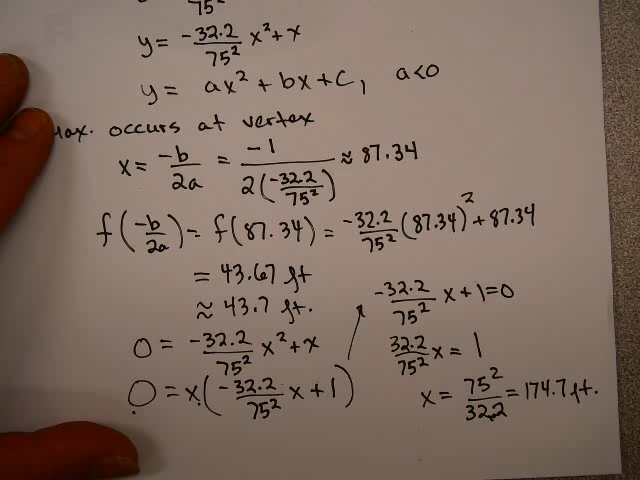 75²
y = -32.2/75² x² + x
y = ax² + bx + c, a<0
Max. occurs at vertex
x = -b/2a = -1/2(-32.2/75²) ≈ 87.34
f(-b/2a) = f(87.34) = -32.2/75² (87.34)² + 87.34
= 43.67 ft
≈ 43.7 ft.
0 = -32.2/75² x² + x
0 = x(-32.2/75² x + 1)
-32.2/75² x + 1 = 0
32.2/75² x = 1
x = 75²/32.2 = 174.7 ft.